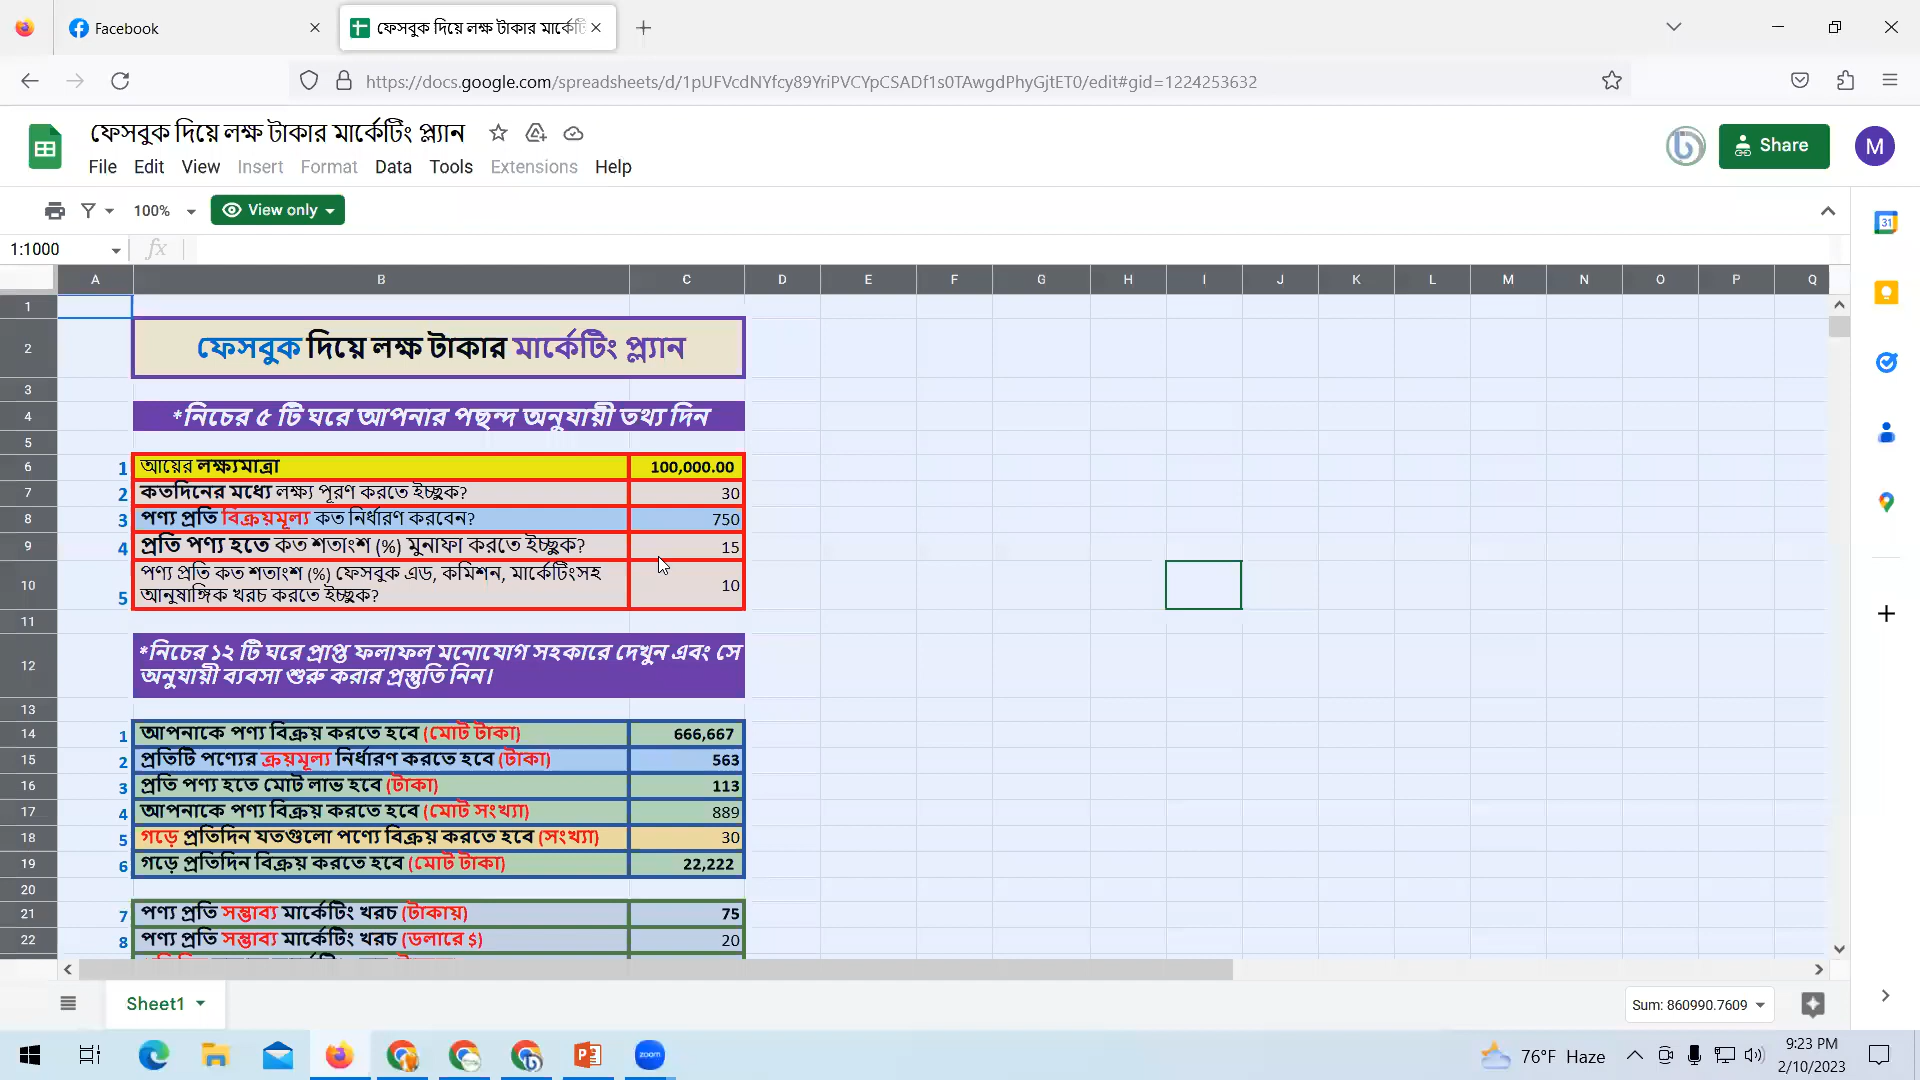 Facebook
ফেসবুক দিয়ে লক্ষ টাকার মার্কেটিং
https://docs.google.com/spreadsheets/d/1pUFVcdNYfcy89YriPVCYpCSADf1s0TAwgdPhyGjtET0/edit#gid=1224253632
ফেসবুক দিয়ে লক্ষ টাকার মার্কেটিং প্ল্যান
Share
M
File Edit View Insert Format Data Tools Extensions Help
100% View only
1:1000 fx
A B C D E F G H I J K L M N O P Q
1
2 ফেসবুক দিয়ে লক্ষ টাকার মার্কেটিং প্ল্যান
3
4 *নিচের ৫ টি ঘরে আপনার পছন্দ অনুযায়ী তথ্য দিন
5
6 1 আয়ের লক্ষ্যমাত্রা 100,000.00
7 2 কতদিনের মধ্যে লক্ষ্য পূরণ করতে ইচ্ছুক? 30
8 3 পণ্য প্রতি বিক্রয়মূল্য কত নির্ধারণ করবেন? 750
9 4 প্রতি পণ্য হতে কত শতাংশ (%) মুনাফা করতে ইচ্ছুক? 15
পণ্য প্রতি কত শতাংশ (%) ফেসবুক এড, কমিশন, মার্কেটিংসহ
10 5 আনুষাঙ্গিক খরচ করতে ইচ্ছুক? 10
11
*নিচের ১২ টি ঘরে প্রাপ্ত ফলাফল মনোযোগ সহকারে দেখুন এবং সে
12 অনুযায়ী ব্যবসা শুরু করার প্রস্তুতি নিন।
13
14 1 আপনাকে পণ্য বিক্রয় করতে হবে (মোট টাকা) 666,667
15 2 প্রতিটি পণ্যের ক্রয়মূল্য নির্ধারণ করতে হবে (টাকা) 563
16 3 প্রতি পণ্য হতে মোট লাভ হবে (টাকা) 113
17 4 আপনাকে পণ্য বিক্রয় করতে হবে (মোট সংখ্যা) 889
18 5 গড়ে প্রতিদিন যতগুলো পণ্যে বিক্রয় করতে হবে (সংখ্যা) 30
19 6 গড়ে প্রতিদিন বিক্রয় করতে হবে (মোট টাকা) 22,222
20
21 7 পণ্য প্রতি সম্ভাব্য মার্কেটিং খরচ (টাকায়) 75
22 8 পণ্য প্রতি সম্ভাব্য মার্কেটিং খরচ (ডলারে $) 20
Sheet1
Sum: 860990.7609
zoom
76°F Haze
9:23 PM
2/10/2023